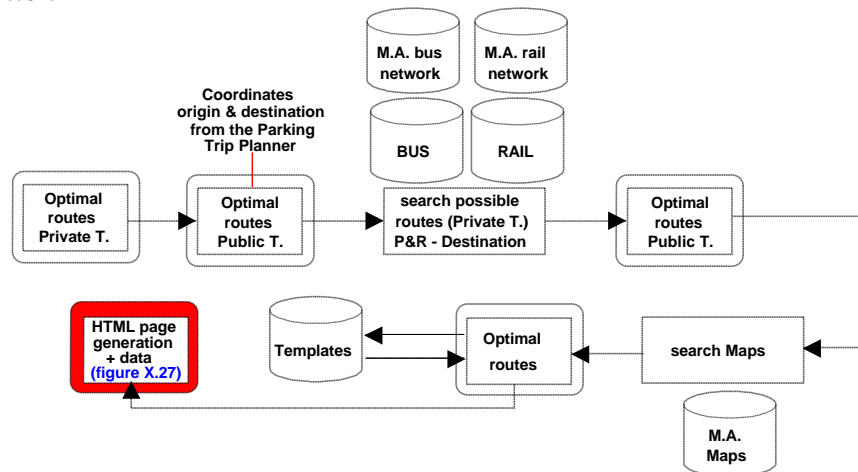 M.A. bus
network
M.A. rail
network
Coordinates
origin & destination
from the Parking
Trip Planner
BUS
RAIL
Optimal
routes
Private T.
Optimal
routes
Public T.
search possible
routes (Private T.)
P&R - Destination
Optimal
routes
Public T.
HTML page
generation
+ data
(figure X.27)
Templates
Optimal
routes
search Maps
M.A.
Maps